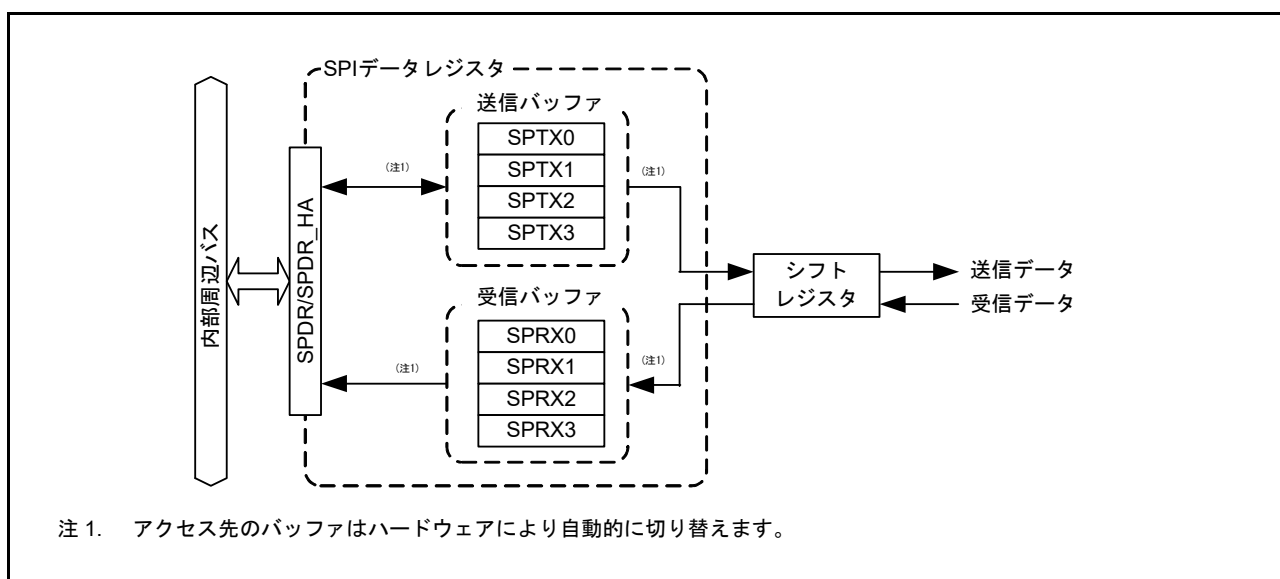 SPIデータレジスタ
送信バッファ
SPTX0
SPTX1
SPTX2
SPTX3
(注1)
(注1)
内部周辺バス
SPDR/SPDR_HA
シフト
レジスタ
送信データ
受信データ
受信バッファ
SPRX0
SPRX1
SPRX2
SPRX3
(注1)
(注1)
注 1. アクセス先のバッファはハードウェアにより自動的に切り替えます。